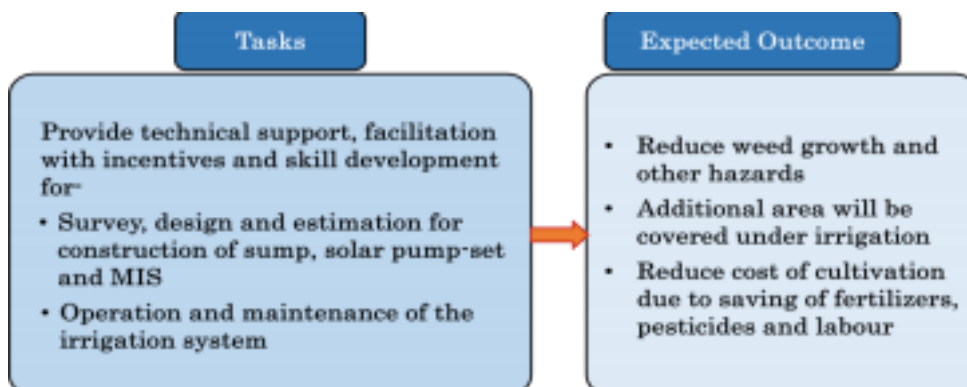 Tasks
Provide technical support, facilitation
with incentives and skill development
for-
• Survey, design and estimation for
construction of sump, solar pump-set
and MIS
• Operation and maintenance of the
irrigation system
Expected Outcome
• Reduce weed growth and
other hazards
• Additional area will be
covered under irrigation
• Reduce cost of cultivation
due to saving of fertilizers,
pesticides and labour